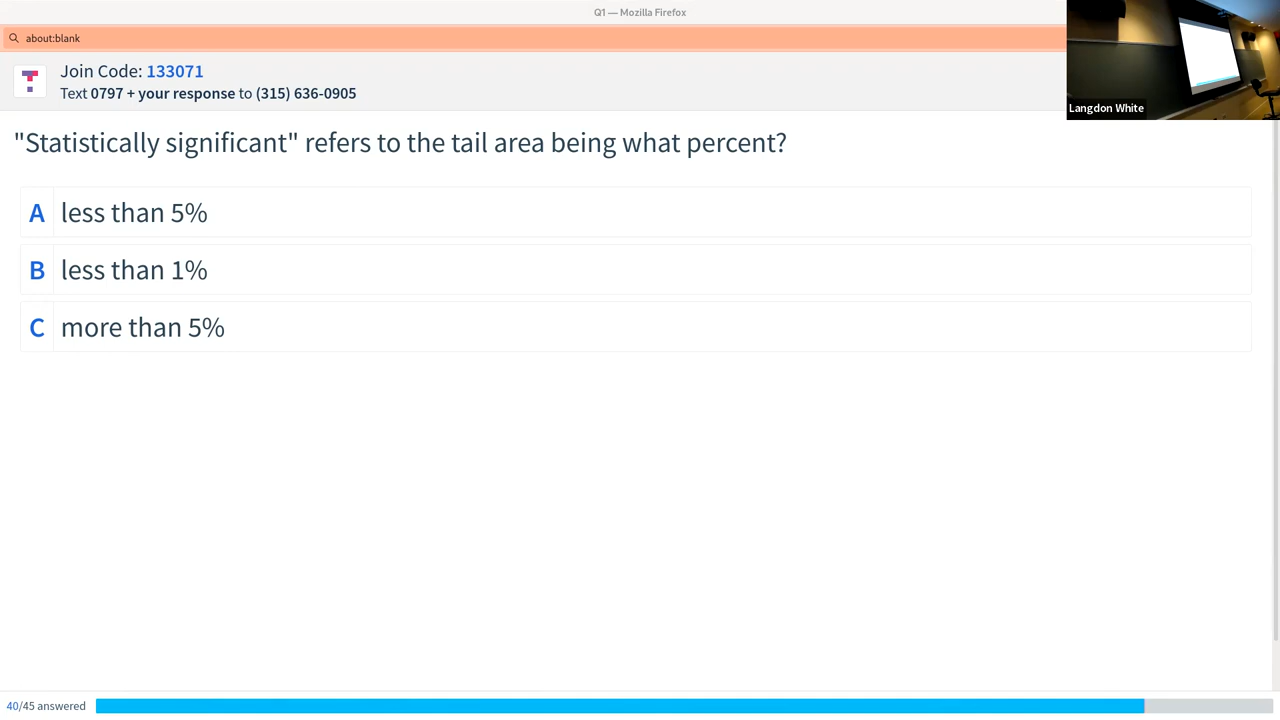 Q1 — Mozilla Firefox
about:blank
Join Code: 133071
Text 0797 + your response to (315) 636-0905
Langdon White
"Statistically significant" refers to the tail area being what percent?
A less than 5%
B less than 1%
C more than 5%
40/45 answered